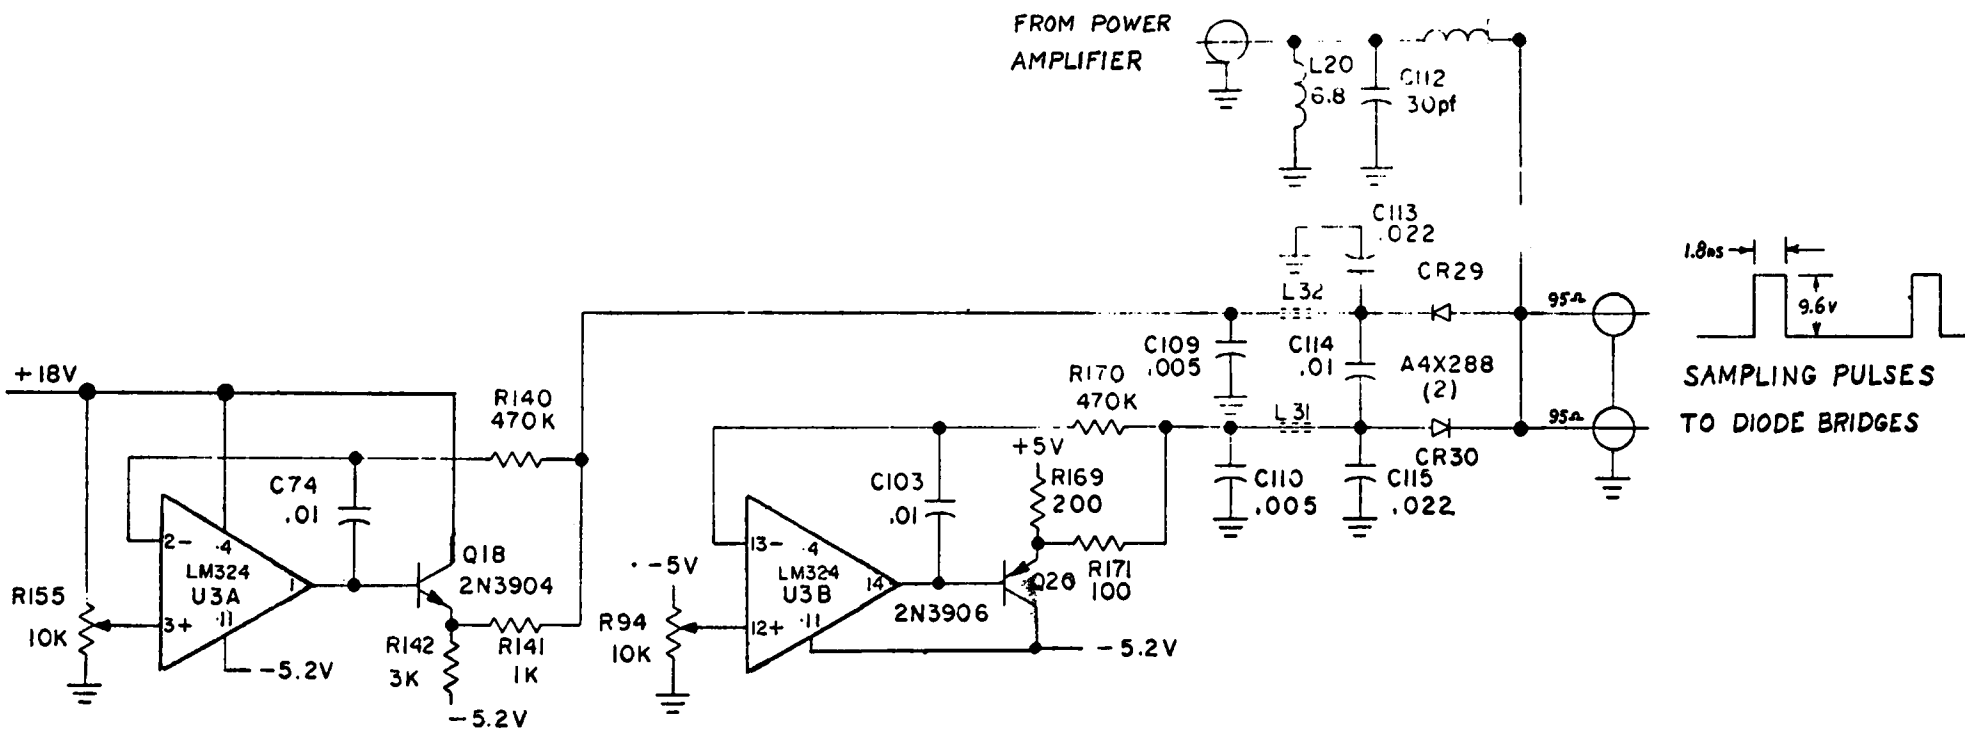 FROM POWER
AMPLIFIER
L20
6.8
C112
30pf
C113
.022
CR29
L32
1.8ns
9.6v
95Ω
C109
.005
C114
.01
A4X288
(2)
SAMPLING PULSES
TO DIODE BRIDGES
+18V
R140
470K
R170
470K
L31
95Ω
+5V
CR30
C74
.01
C103
.01
R169
200
C110
.005
C115
.022
2-
4
LM324
U3A
1
3+
11
Q18
2N3904
R155
10K
-5.2V
R142
3K
R141
1K
-5.2V
-5V
R94
10K
13-
4
LM324
U3B
14
12+
11
2N3906
R171
100
-5.2V